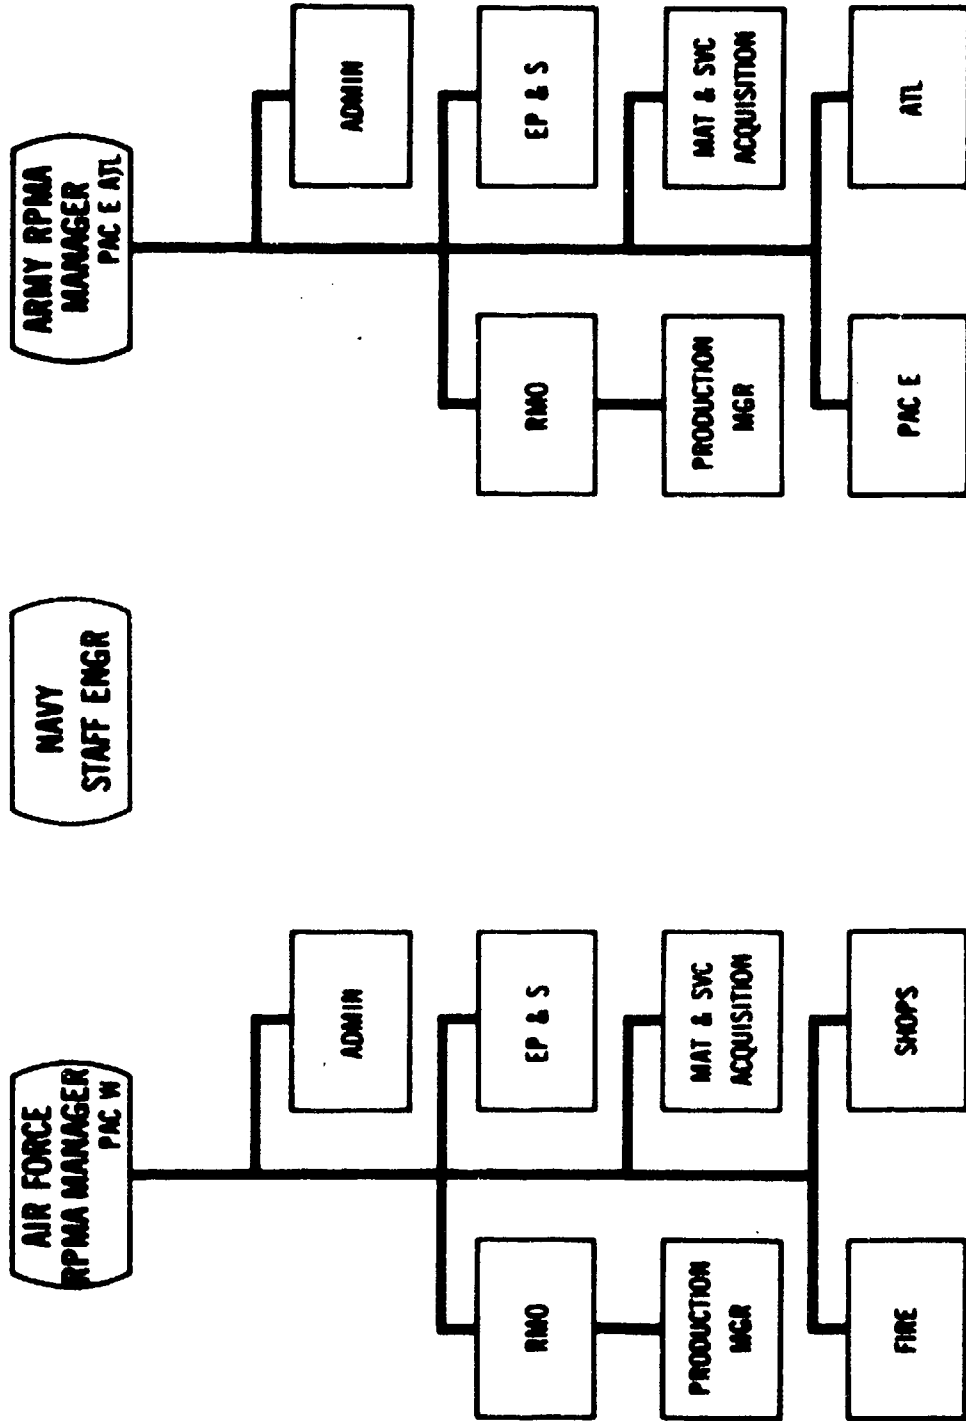 AIR FORCE
RPMA MANAGER
PAC W
ADMIN
RMO
EP & S
PRODUCTION
MGR
MAT & SVC
ACQUISITION
FIRE
SHOPS
NAVY
STAFF ENGR
ARMY RPMA
MANAGER
PAC E ATL
ADMIN
RMO
EP & S
PRODUCTION
MGR
MAT & SVC
ACQUISITION
PAC E
ATL